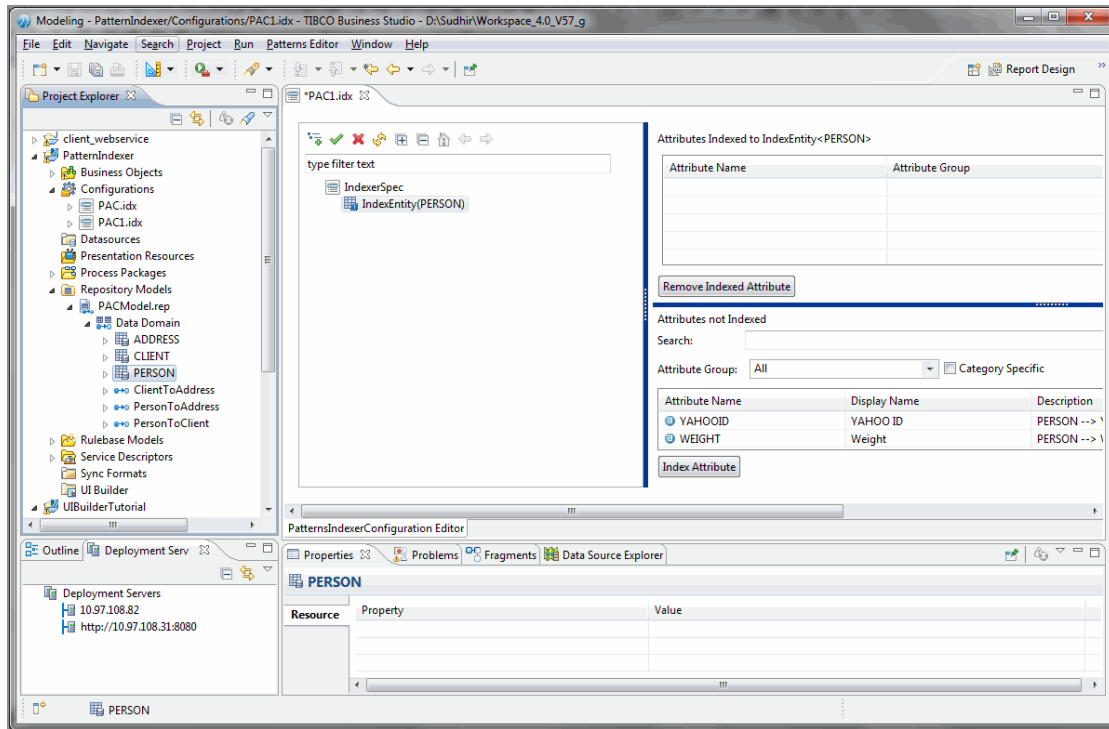 Modeling - PatternIndexer/Configurations/PAC1.idx - TIBCO Business Studio - D:\Sudhir\Workspace_4.0_V57_g
File Edit Navigate Search Project Run Patterns Editor Window Help
Report Design
Project Explorer
client_webservice
PatternIndexer
Business Objects
Configurations
PAC.idx
PAC1.idx
Datasources
Presentation Resources
Process Packages
Repository Models
PACModel.rep
Data Domain
ADDRESS
CLIENT
PERSON
ClientToAddress
PersonToAddress
PersonToClient
Rulebase Models
Service Descriptors
Sync Formats
UI Builder
UIBuilderTutorial
*PAC1.idx
type filter text
IndexerSpec
IndexEntity(PERSON)
Attributes Indexed to IndexEntity<PERSON>
Attribute Name Attribute Group
Remove Indexed Attribute
Attributes not Indexed
Search:
Attribute Group: All Category Specific
Attribute Name Display Name Description
YAHOOID YAHOO ID PERSON -->
WEIGHT Weight PERSON -->
Index Attribute
PatternsIndexerConfiguration Editor
Outline Deployment Serv
Deployment Servers
10.97.108.82
http://10.97.108.31:8080
Properties Problems Fragments Data Source Explorer
PERSON
Resource
Property Value
PERSON